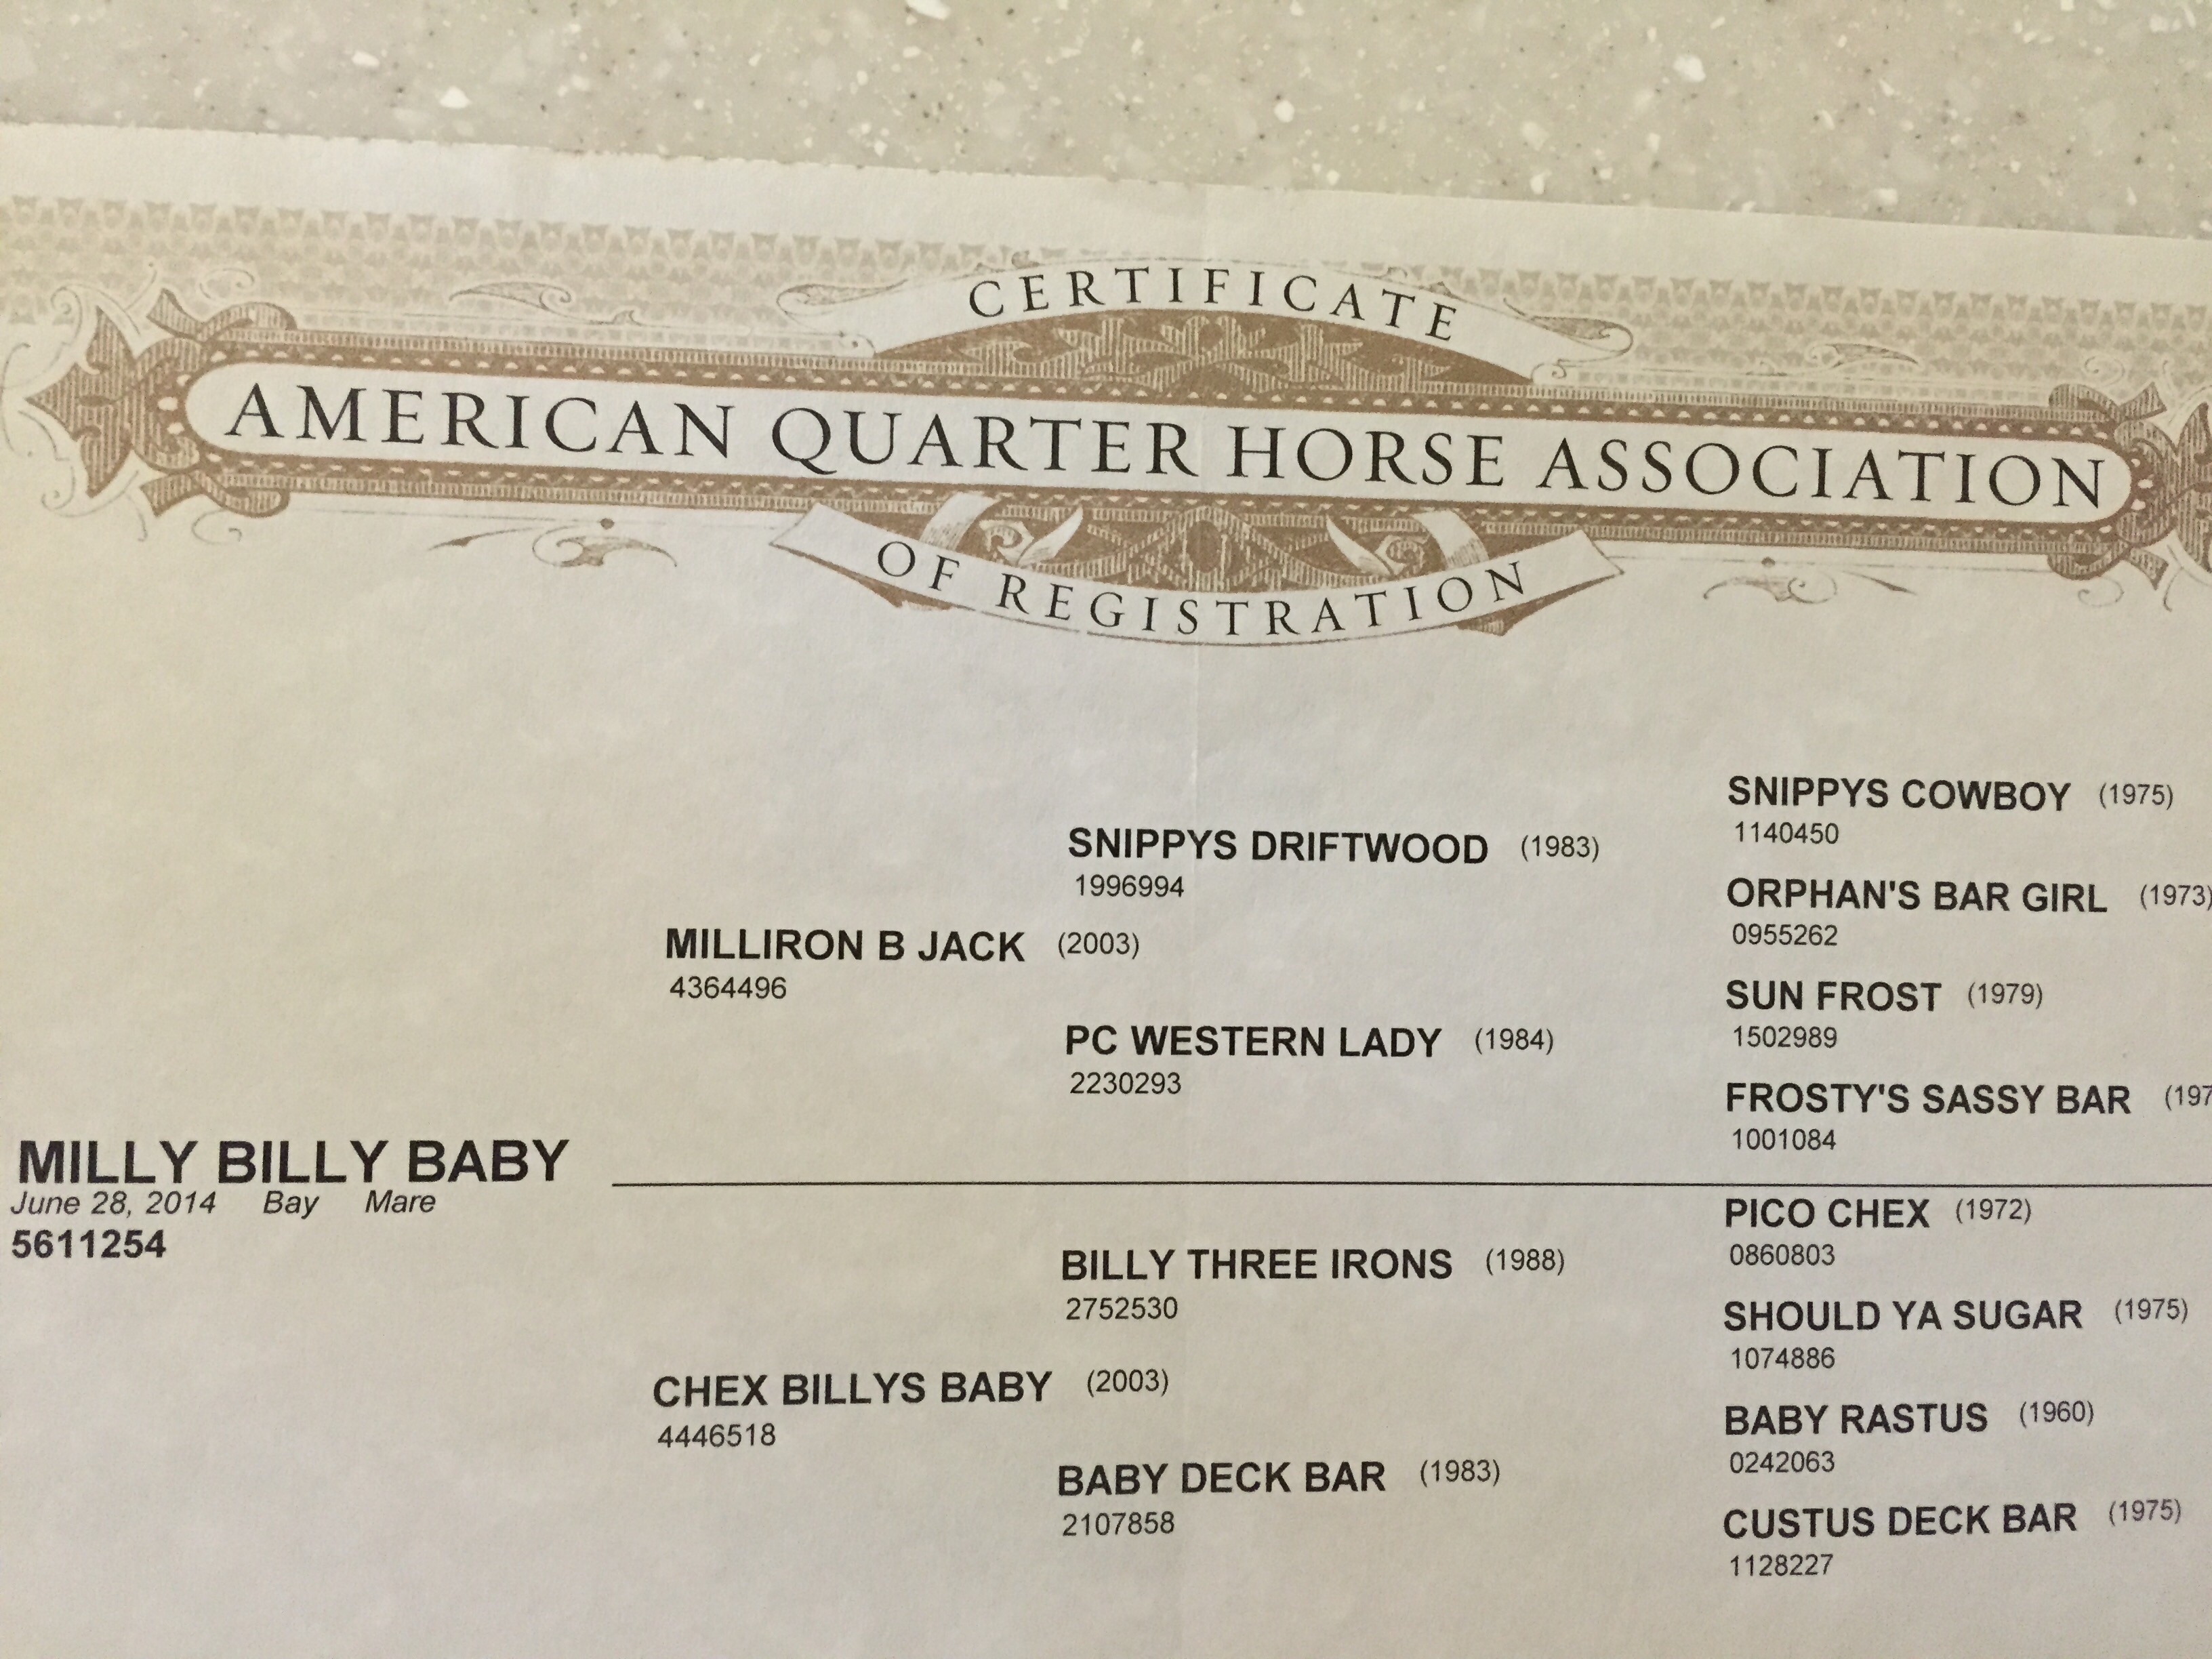 CERTIFICATE
AMERICAN QUARTER HORSE ASSOCIATION
OF REGISTRATION
SNIPPYS COWBOY (1975)
1140450
SNIPPYS DRIFTWOOD (1983)
1996994
ORPHAN'S BAR GIRL (1973)
0955262
MILLIRON B JACK (2003)
4364496
SUN FROST (1979)
1502989
PC WESTERN LADY (1984)
2230293
FROSTY'S SASSY BAR
1001084
MILLY BILLY BABY
June 28, 2014 Bay Mare
5611254
PICO CHEX (1972)
0860803
BILLY THREE IRONS (1988)
2752530
SHOULD YA SUGAR (1975)
1074886
CHEX BILLYS BABY (2003)
4446518
BABY RASTUS (1960)
0242063
BABY DECK BAR (1983)
2107858
CUSTUS DECK BAR (1975)
1128227